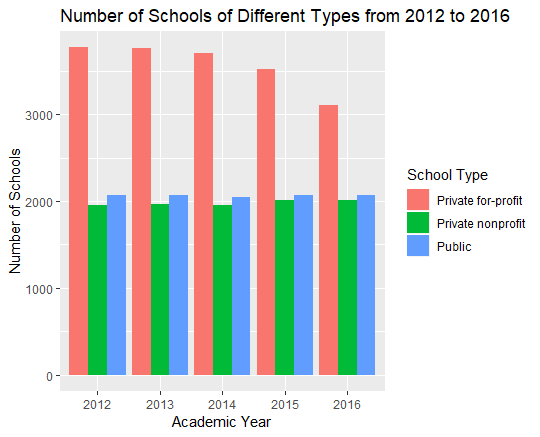 Number of Schools of Different Types from 2012 to 2016
Number of Schools
3000
2000
1000
0
2012 2013 2014 2015 2016
Academic Year
School Type
Private for-profit
Private nonprofit
Public